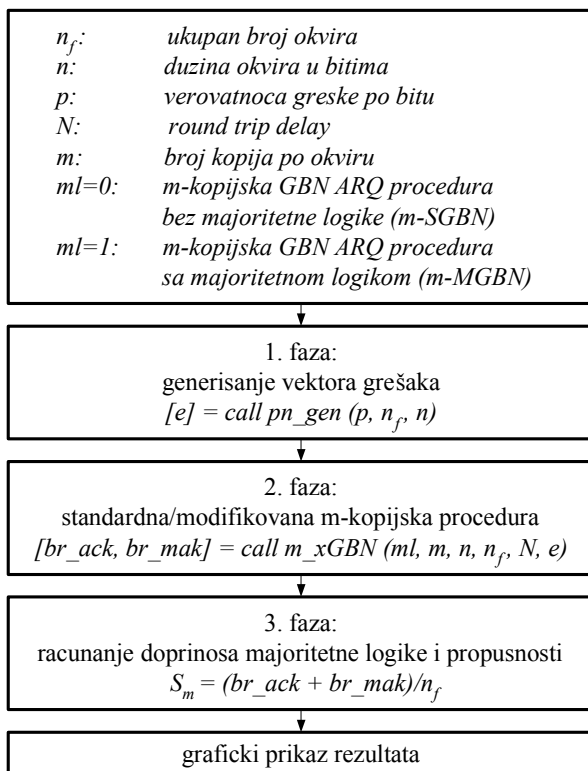 n_f: ukupan broj okvira
n: duzina okvira u bitima
p: verovatnoca greske po bitu
N: round trip delay
m: broj kopija po okviru
ml=0: m-kopijska GBN ARQ procedura
bez majoritetne logike (m-SGBN)
ml=1: m-kopijska GBN ARQ procedura
sa majoritetnom logikom (m-MGBN)
1. faza:
generisanje vektora grešaka
[e] = call pn_gen (p, n_f, n)
2. faza:
standardna/modifikovana m-kopijska procedura
[br_ack, br_mak] = call m_xGBN (ml, m, n, n_f, N, e)
3. faza:
racunanje doprinosa majoritetne logike i propusnosti
S_m = (br_ack + br_mak)/n_f
graficki prikaz rezultata